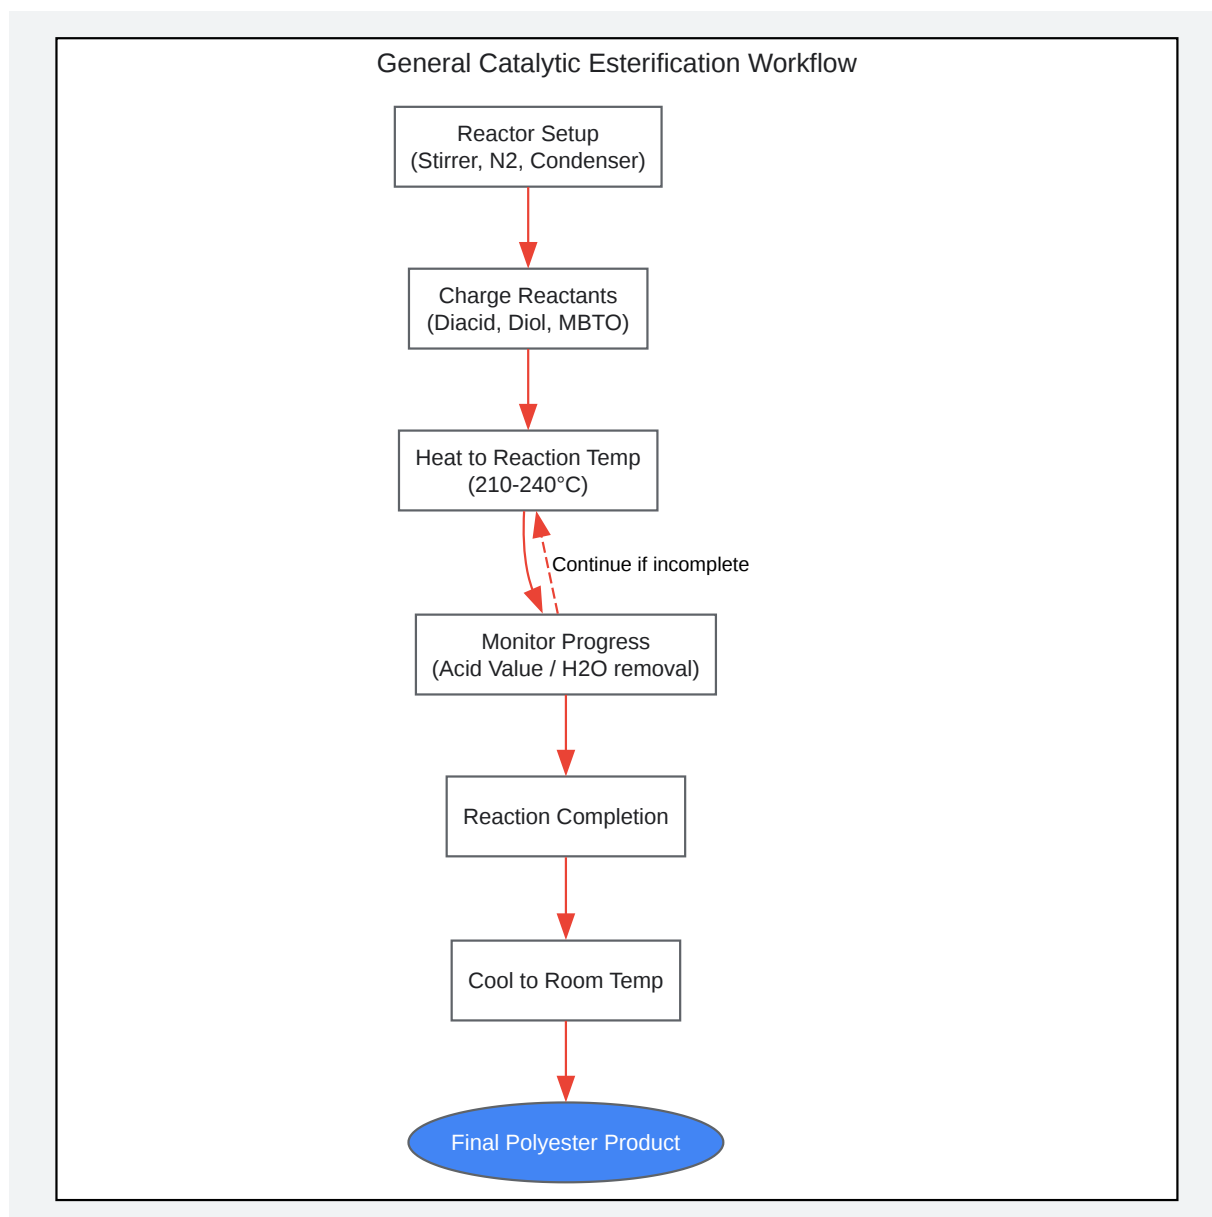 General Catalytic Esterification Workflow
Reactor Setup
(Stirrer, N2, Condenser)
Charge Reactants
(Diacid, Diol, MBTO)
Heat to Reaction Temp
(210-240°C)
Continue if incomplete
Monitor Progress
(Acid Value / H2O removal)
Reaction Completion
Cool to Room Temp
Final Polyester Product